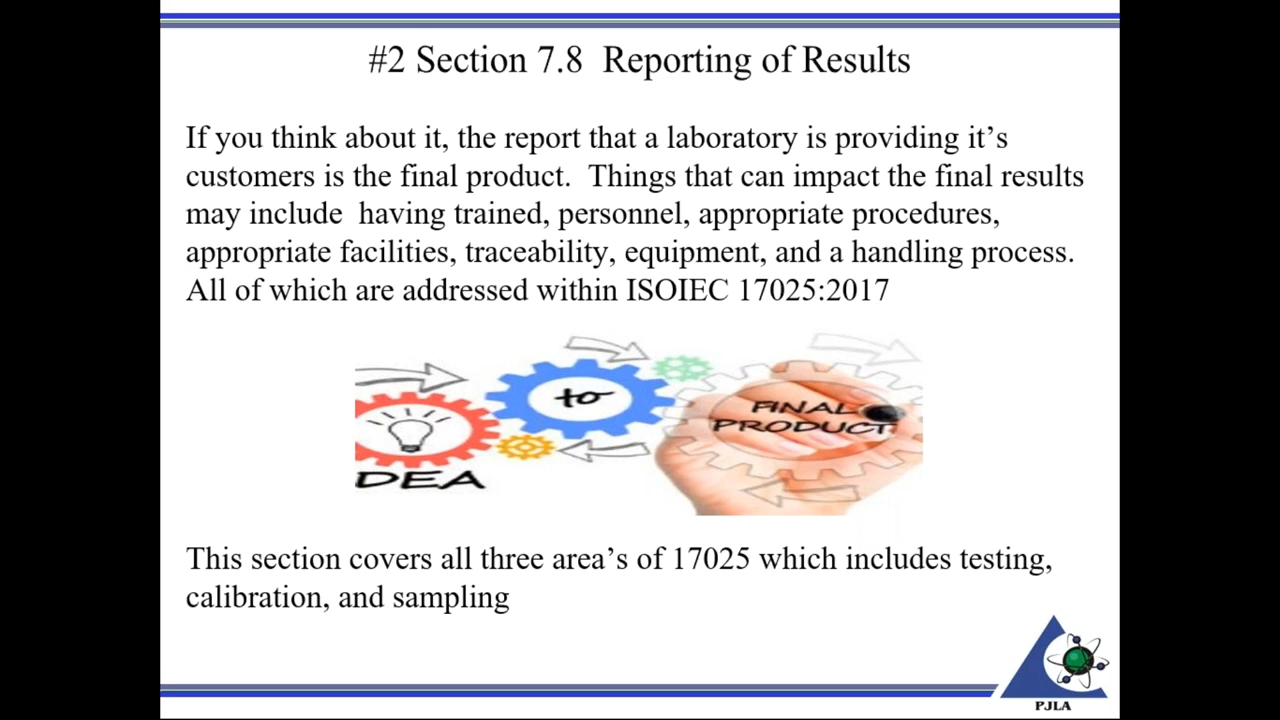 #2 Section 7.8  Reporting of Results
If you think about it, the report that a laboratory is providing it’s
customers is the final product.  Things that can impact the final results
may include  having trained, personnel, appropriate procedures,
appropriate facilities, traceability, equipment, and a handling process.
All of which are addressed within ISOIEC 17025:2017
to
FINAL
PRODUCT
DEA
This section covers all three area’s of 17025 which includes testing,
calibration, and sampling
PJLA